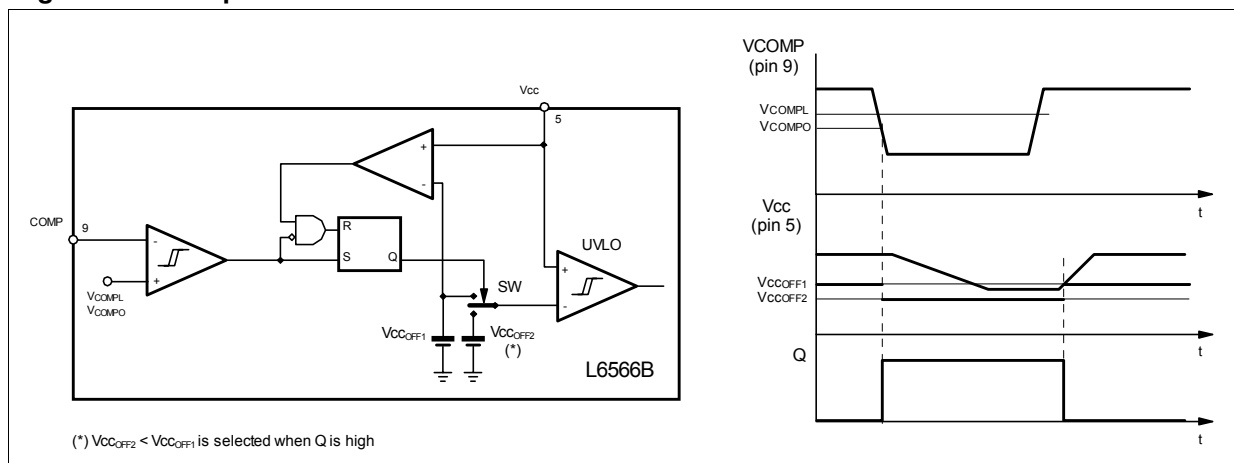 Vcc
5
COMP
9
-
+
VCOMPL
VCOMPO
+
-
R
S
Q
SW
UVLO
+
-
VccOFF1
VccOFF2
(*)
L6566B
(*) VccOFF2 < VccOFF1 is selected when Q is high
VCOMP
(pin 9)
VCOMPL
VCOMPO
t
Vcc
(pin 5)
VccOFF1
VccOFF2
t
Q
t